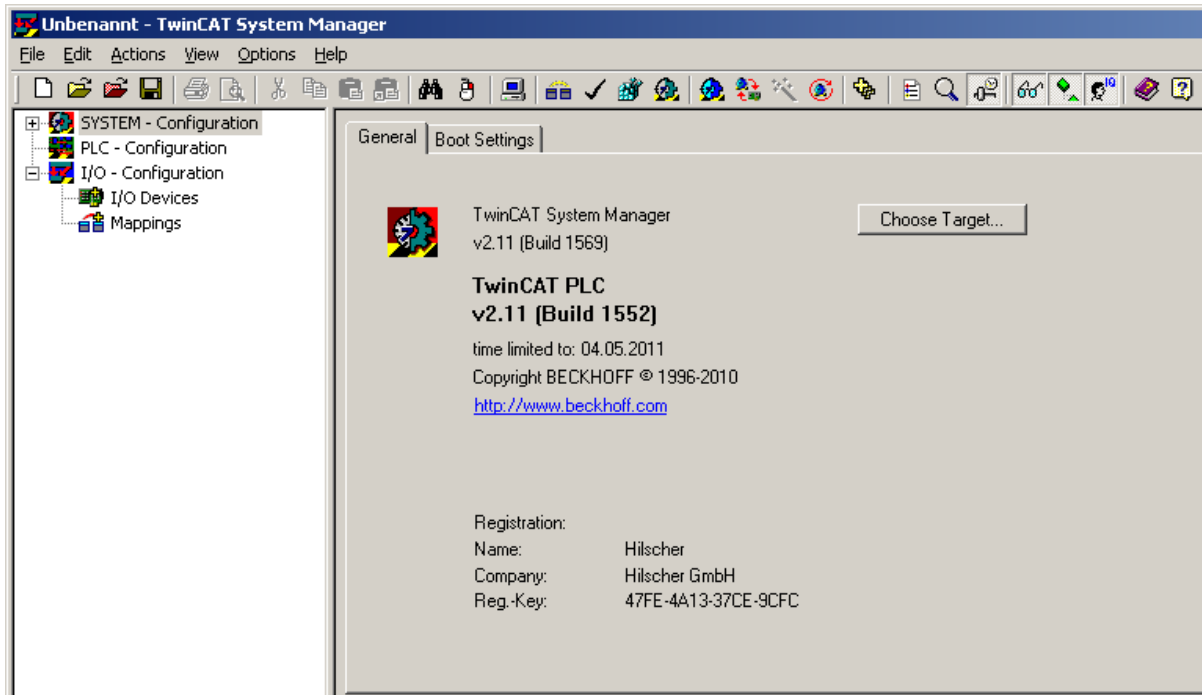 Unbenannt - TwinCAT System Manager
File Edit Actions View Options Help
SYSTEM - Configuration
PLC - Configuration
I/O - Configuration
I/O Devices
Mappings
General Boot Settings
TwinCAT System Manager
v2.11 (Build 1569)
Choose Target...
TwinCAT PLC
v2.11 (Build 1552)
time limited to: 04.05.2011
Copyright BECKHOFF © 1996-2010
http://www.beckhoff.com
Registration:
Name: Hilscher
Company: Hilscher GmbH
Reg.-Key: 47FE-4A13-37CE-9CFC